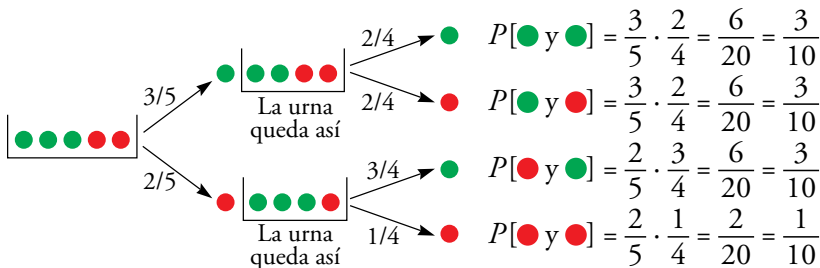 3/5
2/5
La urna
queda así
2/4
2/4
P[● y ●] = 3/5 · 2/4 = 6/20 = 3/10
P[● y ●] = 3/5 · 2/4 = 6/20 = 3/10
La urna
queda así
3/4
1/4
P[● y ●] = 2/5 · 3/4 = 6/20 = 3/10
P[● y ●] = 2/5 · 1/4 = 2/20 = 1/10